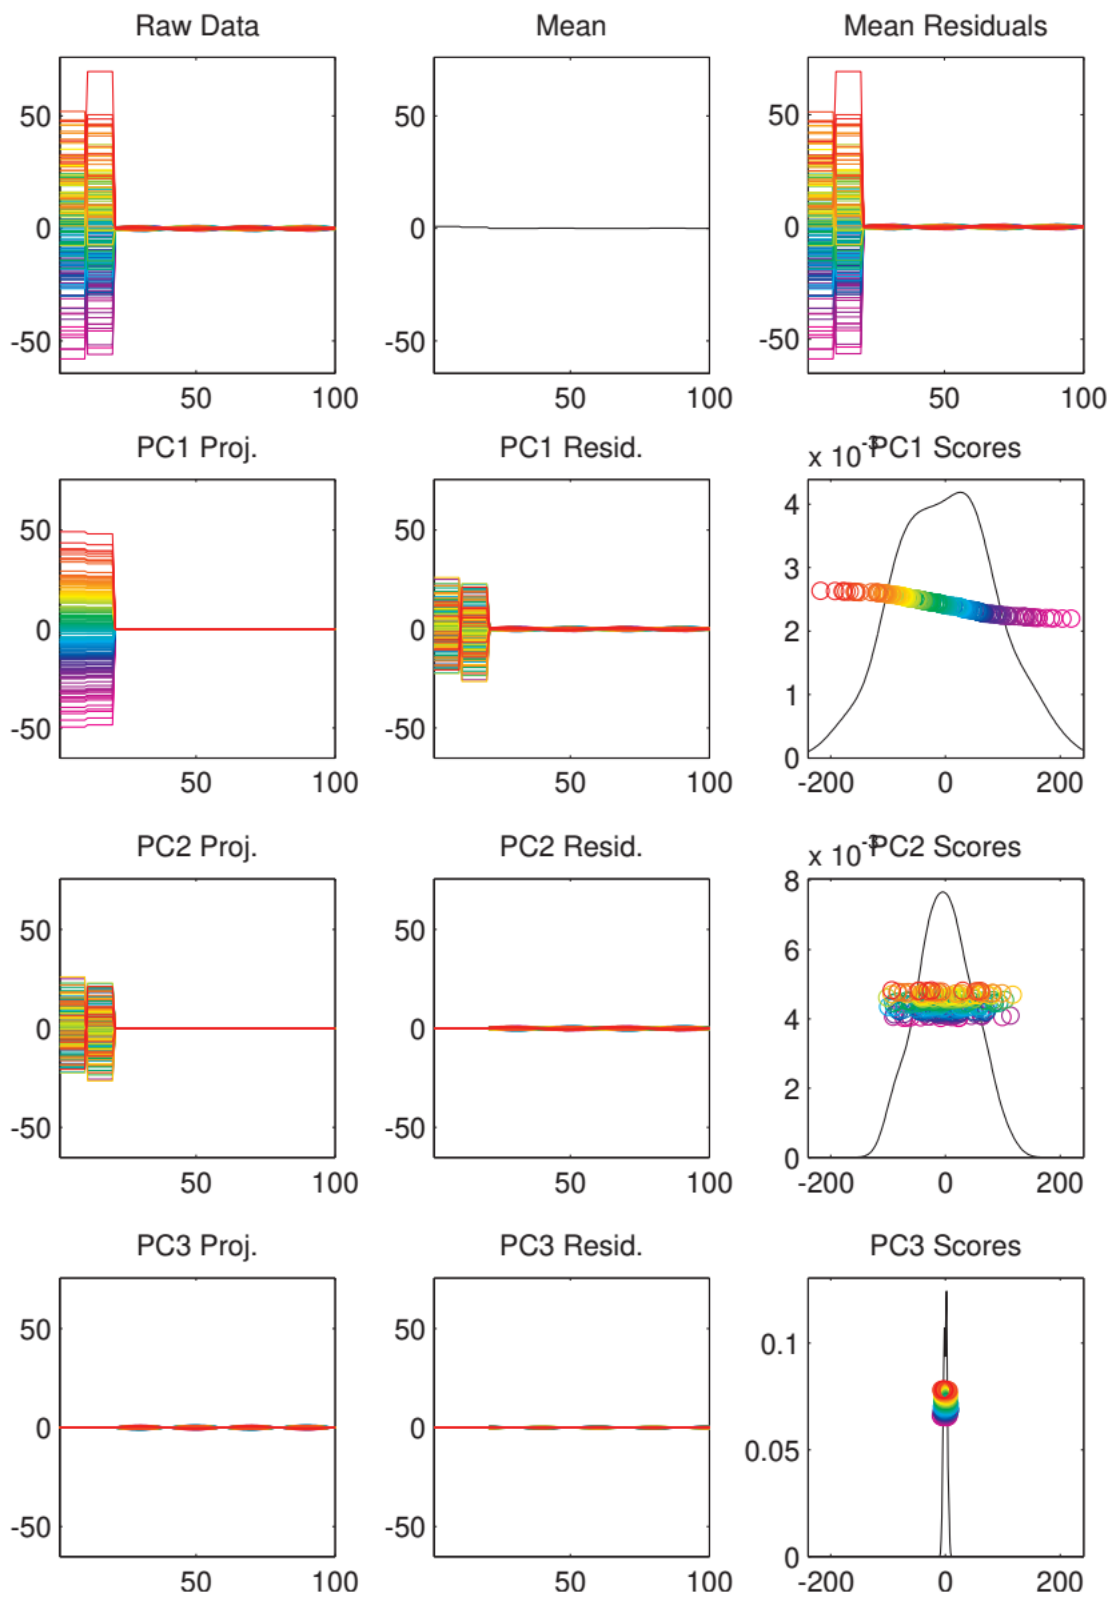 Raw Data Mean Mean Residuals
50 50 50
0 0 0
-50 -50 -50
50 100 50 100 50 100
PC1 Proj. PC1 Resid. x 10⁻³ PC1 Scores
50 50 4
3
0 0 2
1
-50 -50 0
50 100 50 100 -200 0 200
PC2 Proj. PC2 Resid. x 10⁻³ PC2 Scores
8
50 50 6
0 0 4
2
-50 -50
0
50 100 50 100 -200 0 200
PC3 Proj. PC3 Resid. PC3 Scores
50 50 0.1
0 0 0.05
-50 -50 0
50 100 50 100 -200 0 200